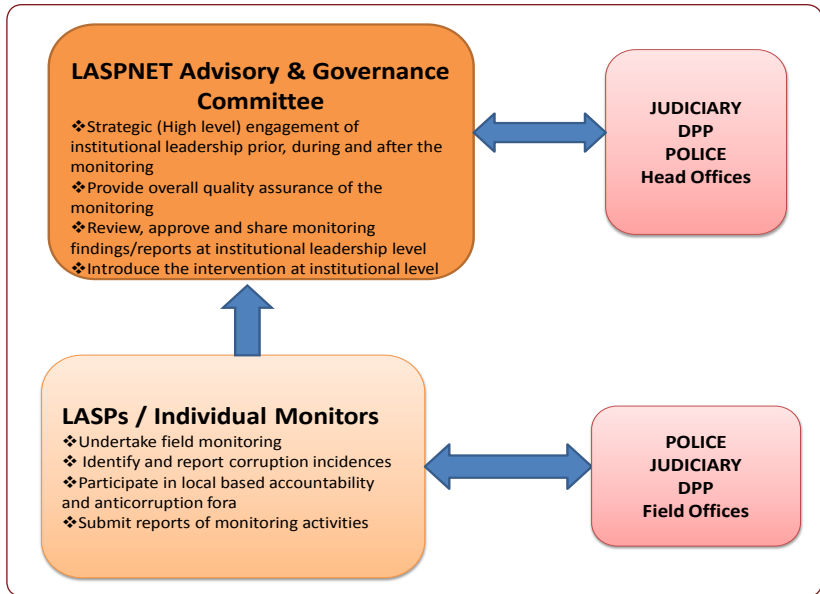 LASPNET Advisory & Governance
Committee
❖Strategic (High level) engagement of
institutional leadership prior, during and after the
monitoring
❖Provide overall quality assurance of the
monitoring
❖Review, approve and share monitoring
findings/reports at institutional leadership level
❖Introduce the intervention at institutional level
JUDICIARY
DPP
POLICE
Head Offices
LASPs / Individual Monitors
❖Undertake field monitoring
❖ Identify and report corruption incidences
❖Participate in local based accountability
and anticorruption fora
❖Submit reports of monitoring activities
POLICE
JUDICIARY
DPP
Field Offices